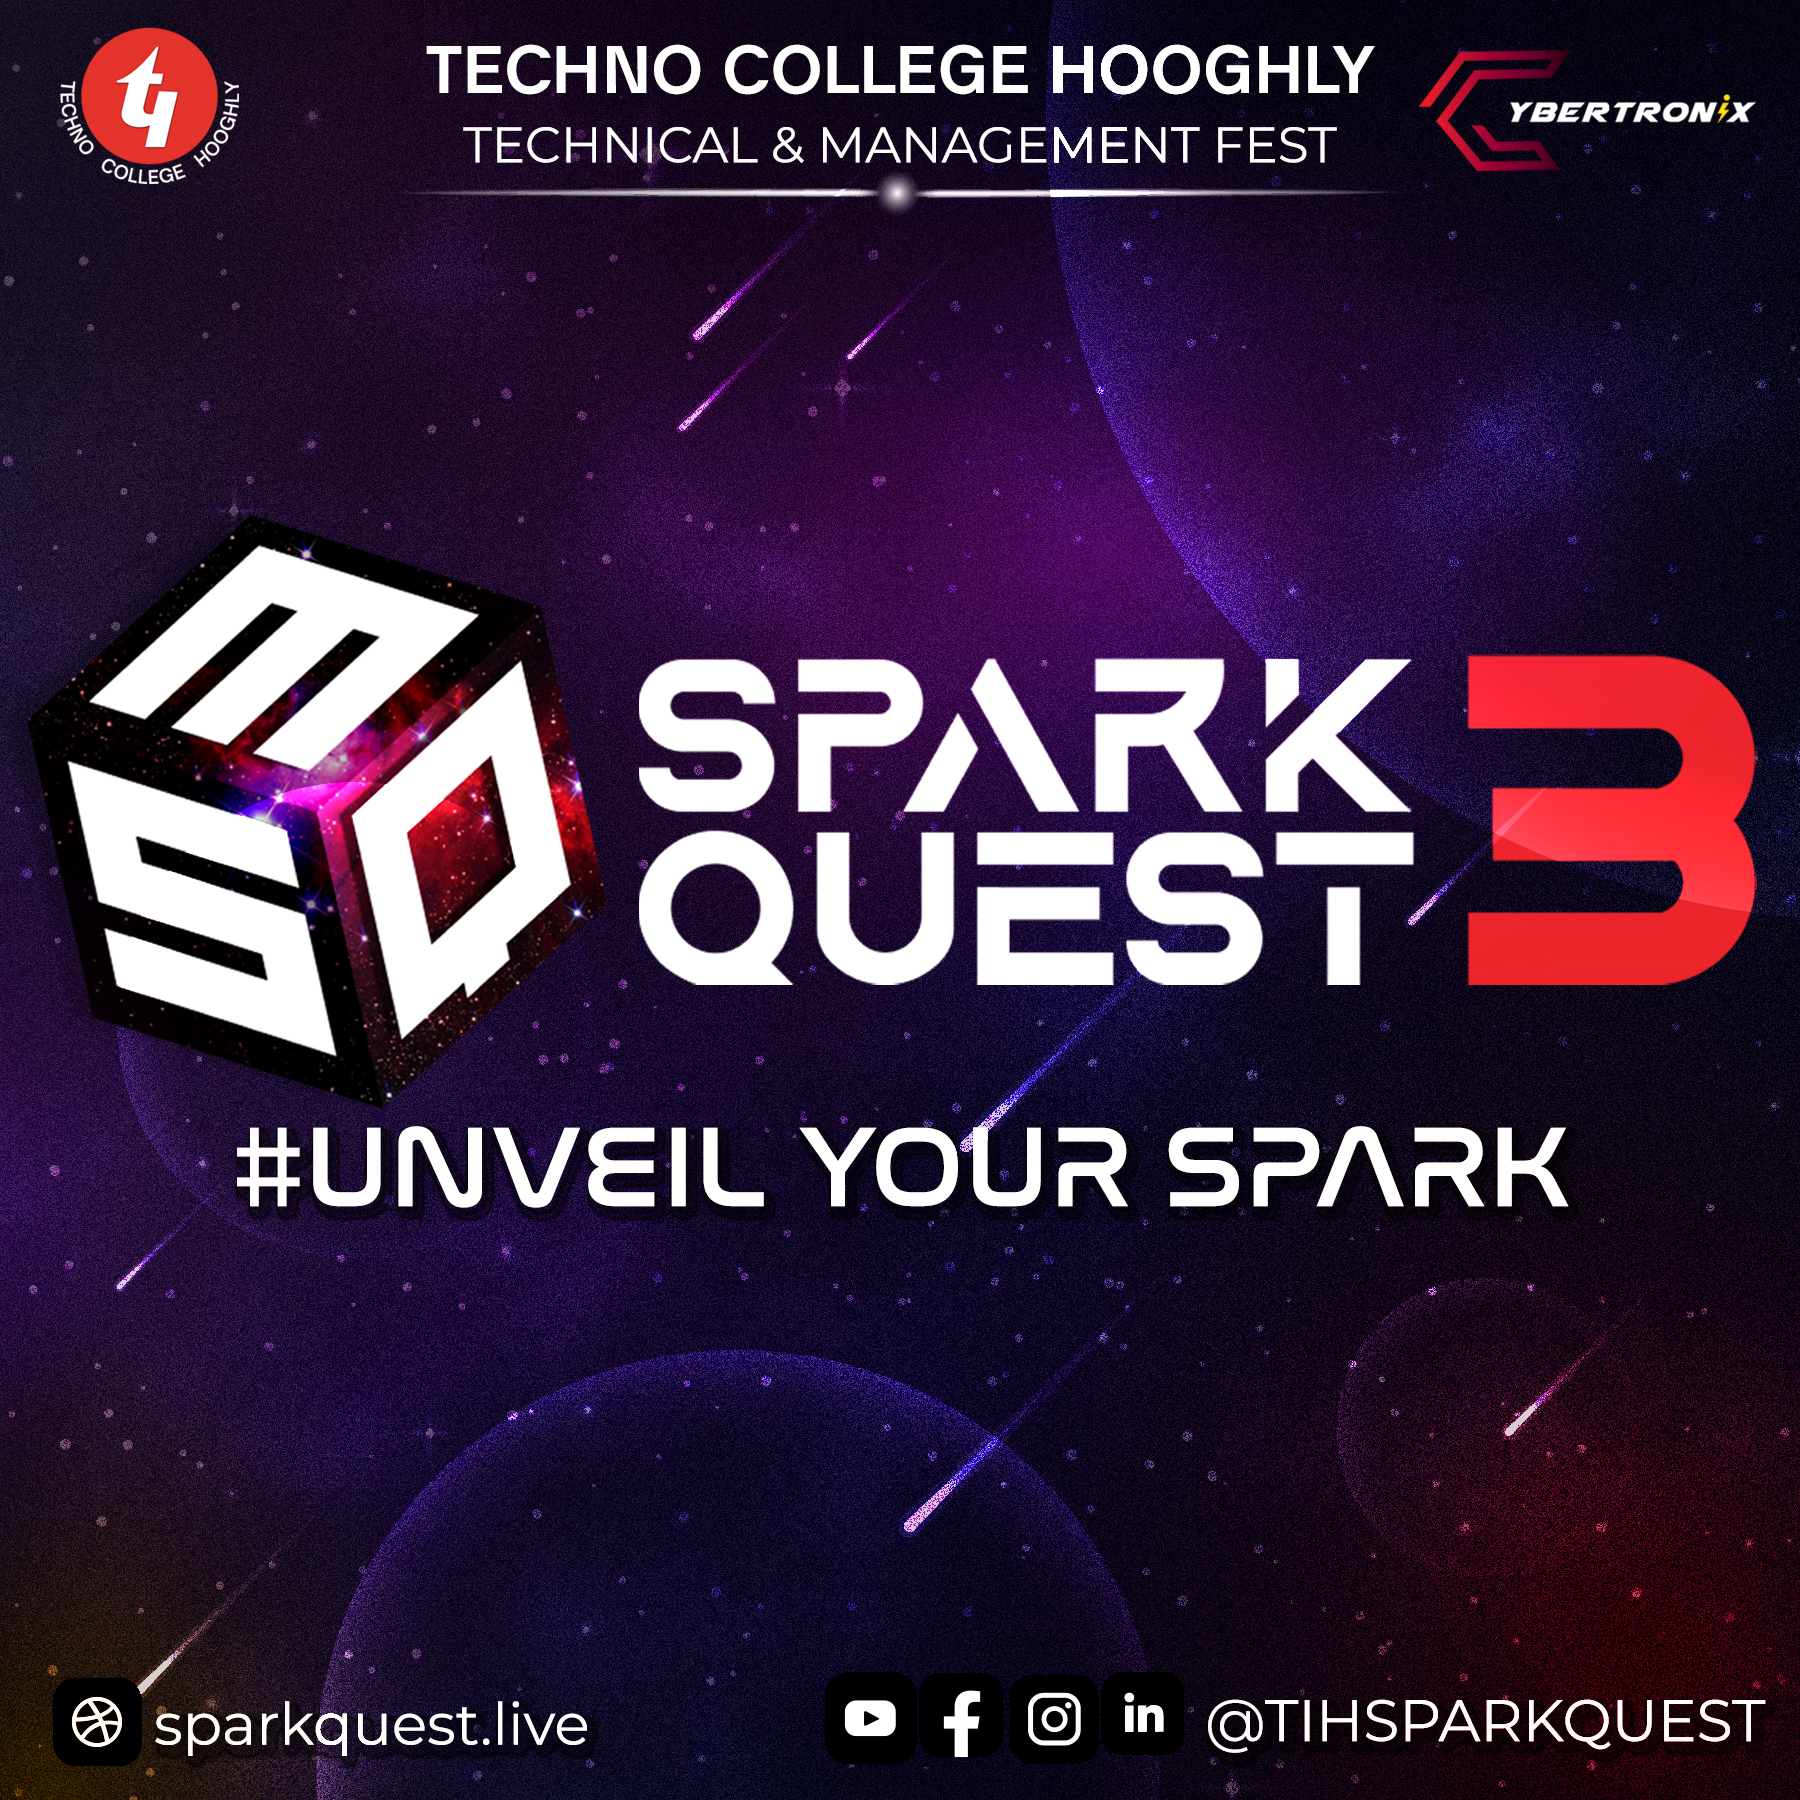 TECHNO COLLEGE HOOGHLY
TECHNO COLLEGE HOOGHLY
TECHNICAL & MANAGEMENT FEST
CYBERTRONIX
M
S
Q
SPARK
QUEST
3
#UNVEIL YOUR SPARK
sparkquest.live
in
@TIHSPARKQUEST